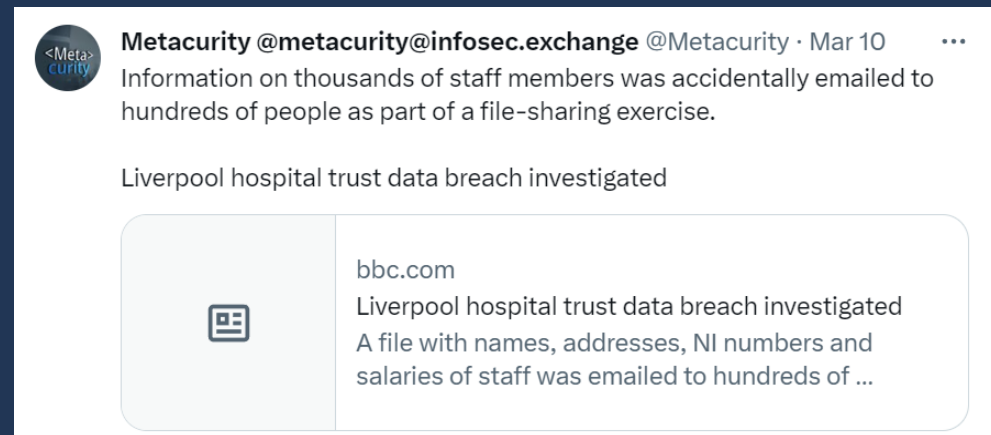 <Meta>
curity
Metacurity @metacurity@infosec.exchange @Metacurity · Mar 10 ...
Information on thousands of staff members was accidentally emailed to
hundreds of people as part of a file-sharing exercise.
Liverpool hospital trust data breach investigated
bbc.com
Liverpool hospital trust data breach investigated
A file with names, addresses, NI numbers and
salaries of staff was emailed to hundreds of ...